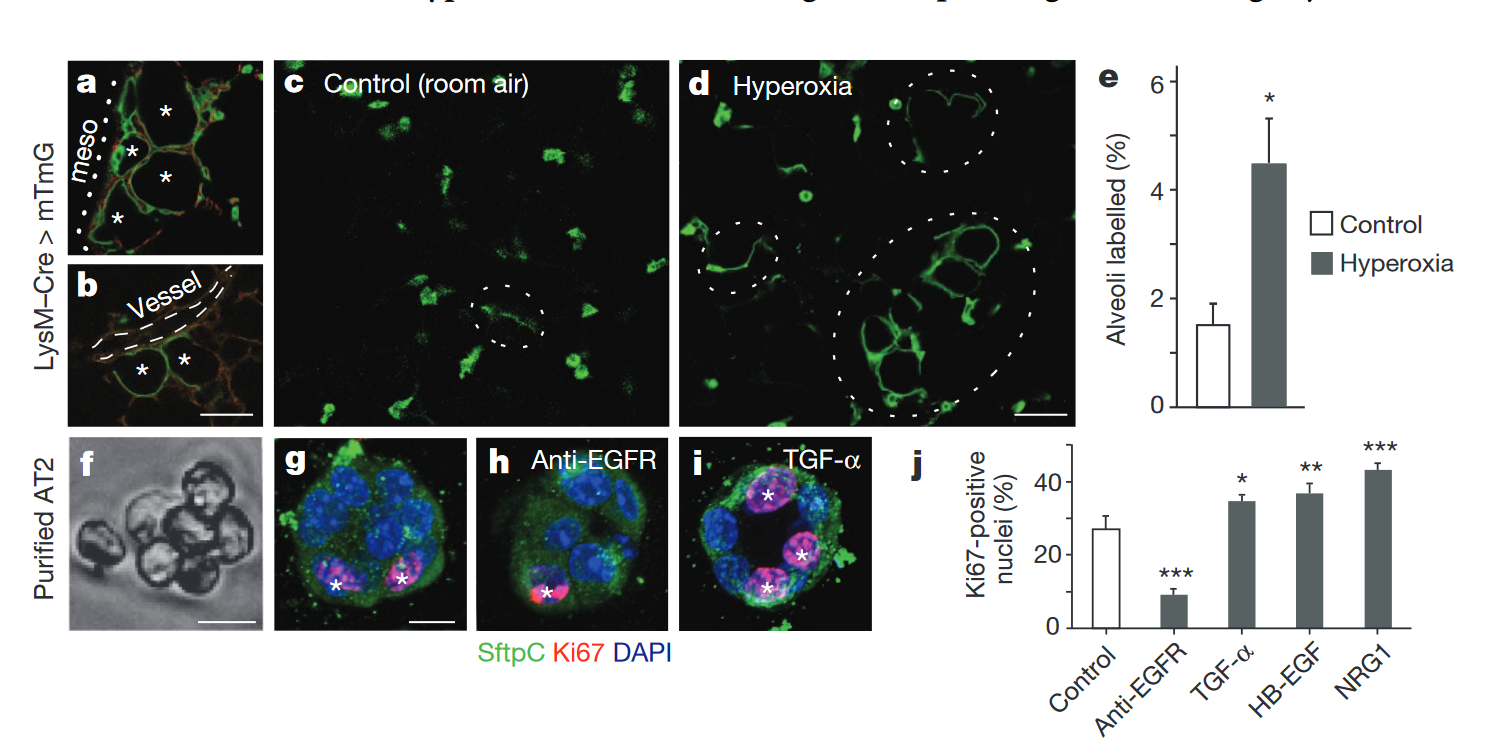 a
*
*
*
*
meso
LysM–Cre > mTmG
b
Vessel
*
*
c Control (room air)
d Hyperoxia
e
Alveoli labelled (%)
6
4
2
0
*
Control
Hyperoxia
Purified AT2
f
g
*
*
h Anti-EGFR
*
i TGF-α
*
*
*
SftpC Ki67 DAPI
j
Ki67-positive
nuclei (%)
40
20
0
***
*
**
***
Control
Anti-EGFR
TGF-α
HB-EGF
NRG1